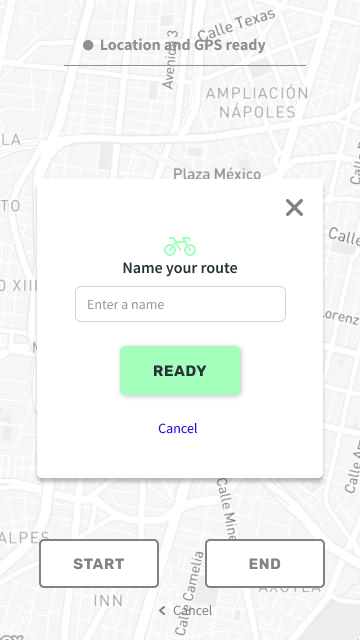 Calle Texas
Location and GPS ready
Avenida 3
AMPLIACIÓN
NÁPOLES
LA
Plaza México
TO
Calle
O XIII
Name your route
Enter a name
READY
Cancel
Calle
ALPES
START
END
INN
Calle Camelia
AXOTLA
Cancel